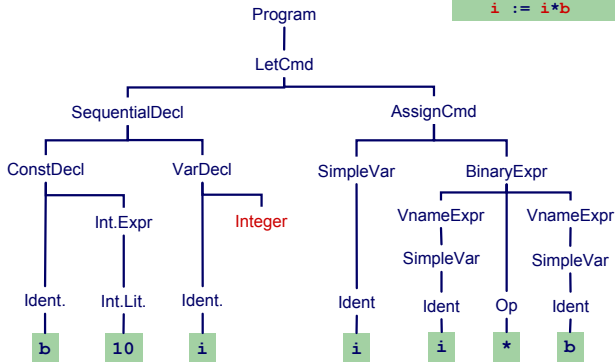 Program
i := i*b
LetCmd
SequentialDecl AssignCmd
ConstDecl VarDecl SimpleVar BinaryExpr
Int.Expr Integer VnameExpr VnameExpr
SimpleVar SimpleVar
Ident. Int.Lit. Ident. Ident Ident Op Ident
b 10 i i i * b